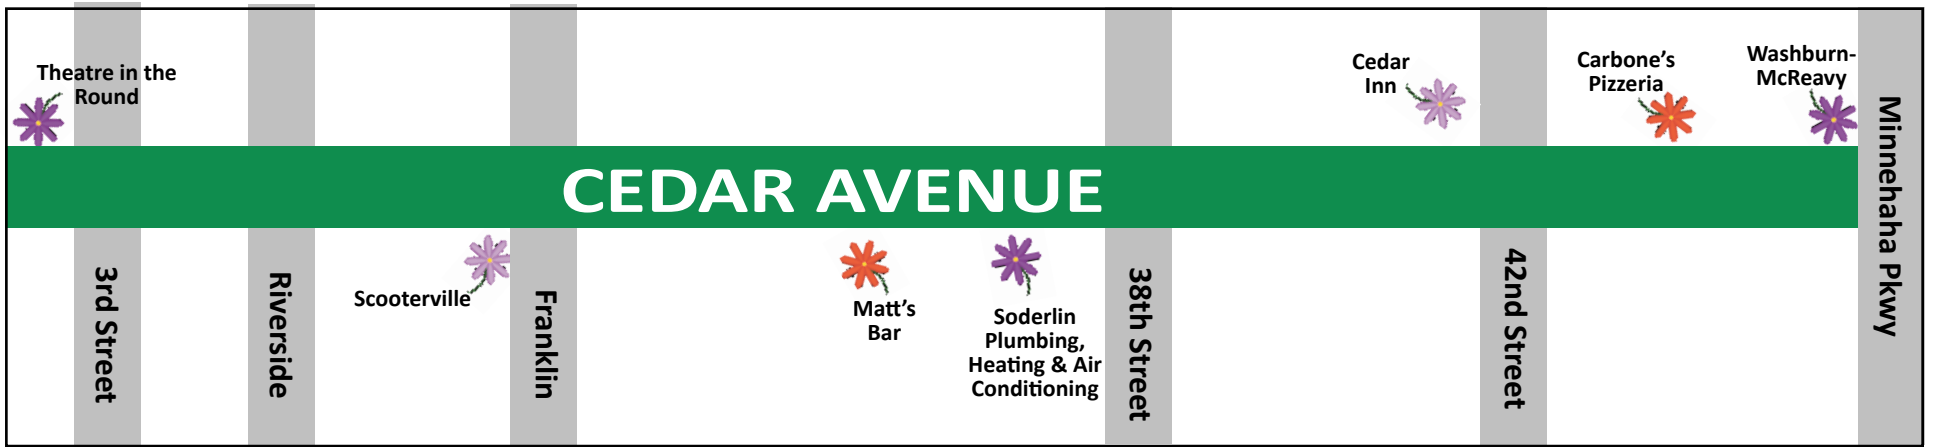 Theatre in the
Round
Cedar
Inn
Carbone’s
Pizzeria
Washburn-
McReavy
CEDAR AVENUE
3rd Street
Riverside
Scooterville
Franklin
Matt’s
Bar
Soderlin
Plumbing,
Heating & Air
Conditioning
38th Street
42nd Street
Minnehaha Pkwy